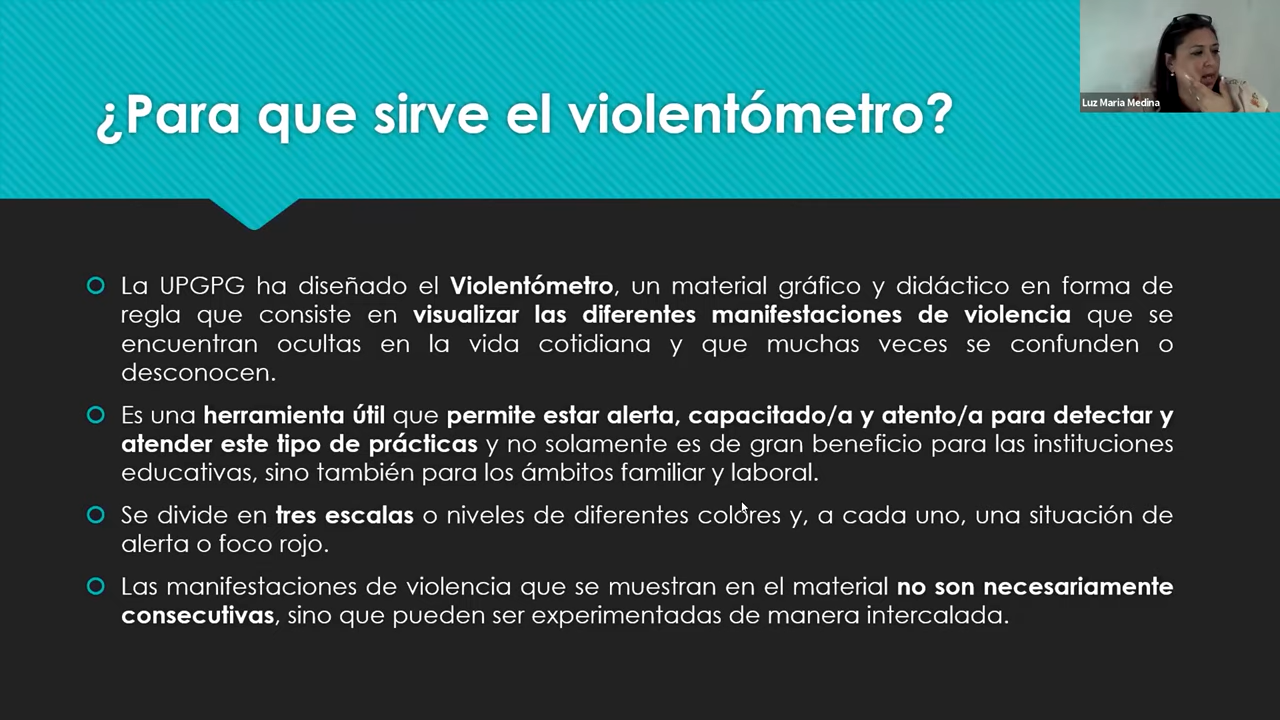 ¿Para que sirve el violentómetro?
Luz Maria Medina
La UPGPG ha diseñado el Violentómetro, un material gráfico y didáctico en forma de
regla que consiste en visualizar las diferentes manifestaciones de violencia que se
encuentran ocultas en la vida cotidiana y que muchas veces se confunden o
desconocen.
Es una herramienta útil que permite estar alerta, capacitado/a y atento/a para detectar y
atender este tipo de prácticas y no solamente es de gran beneficio para las instituciones
educativas, sino también para los ámbitos familiar y laboral.
Se divide en tres escalas o niveles de diferentes colores y, a cada uno, una situación de
alerta o foco rojo.
Las manifestaciones de violencia que se muestran en el material no son necesariamente
consecutivas, sino que pueden ser experimentadas de manera intercalada.